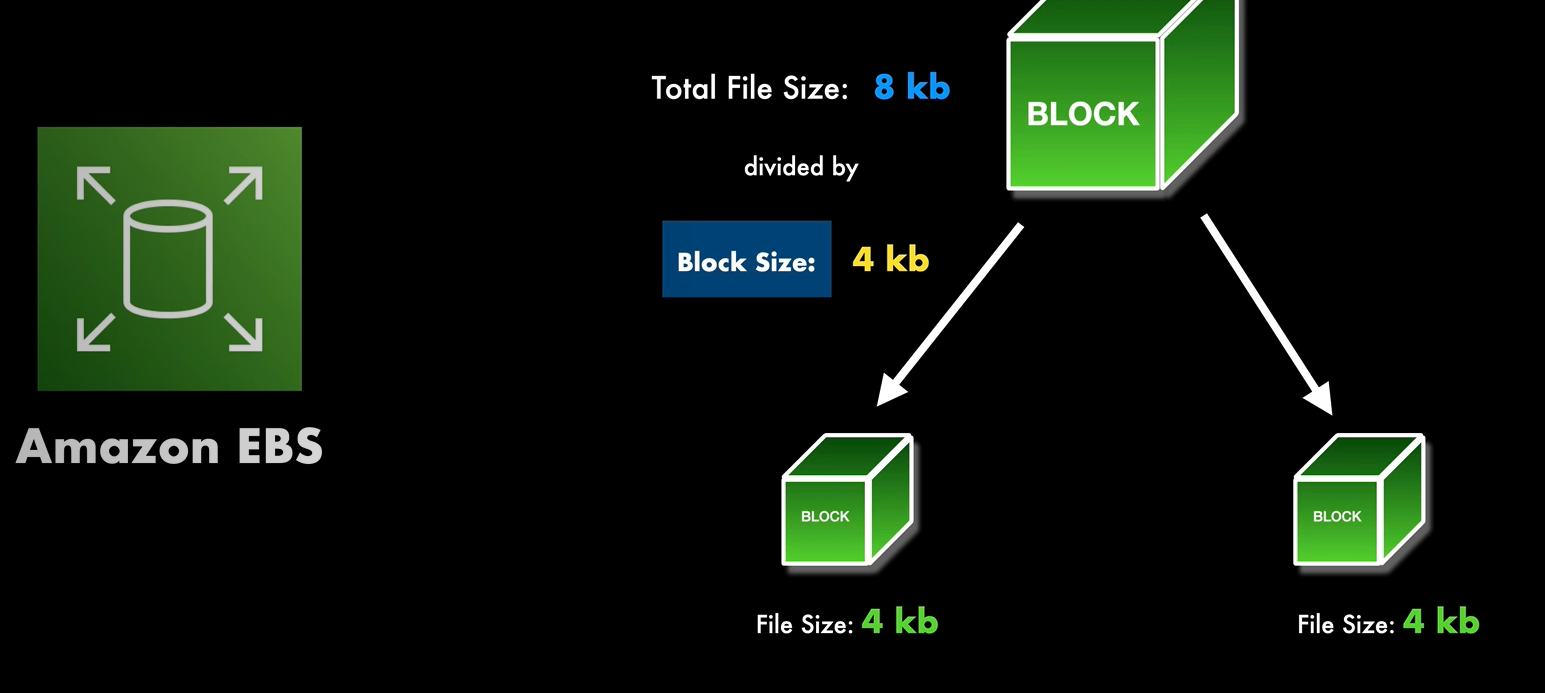 Total File Size: 8 kb
BLOCK
divided by
Block Size: 4 kb
Amazon EBS
BLOCK
BLOCK
File Size: 4 kb
File Size: 4 kb